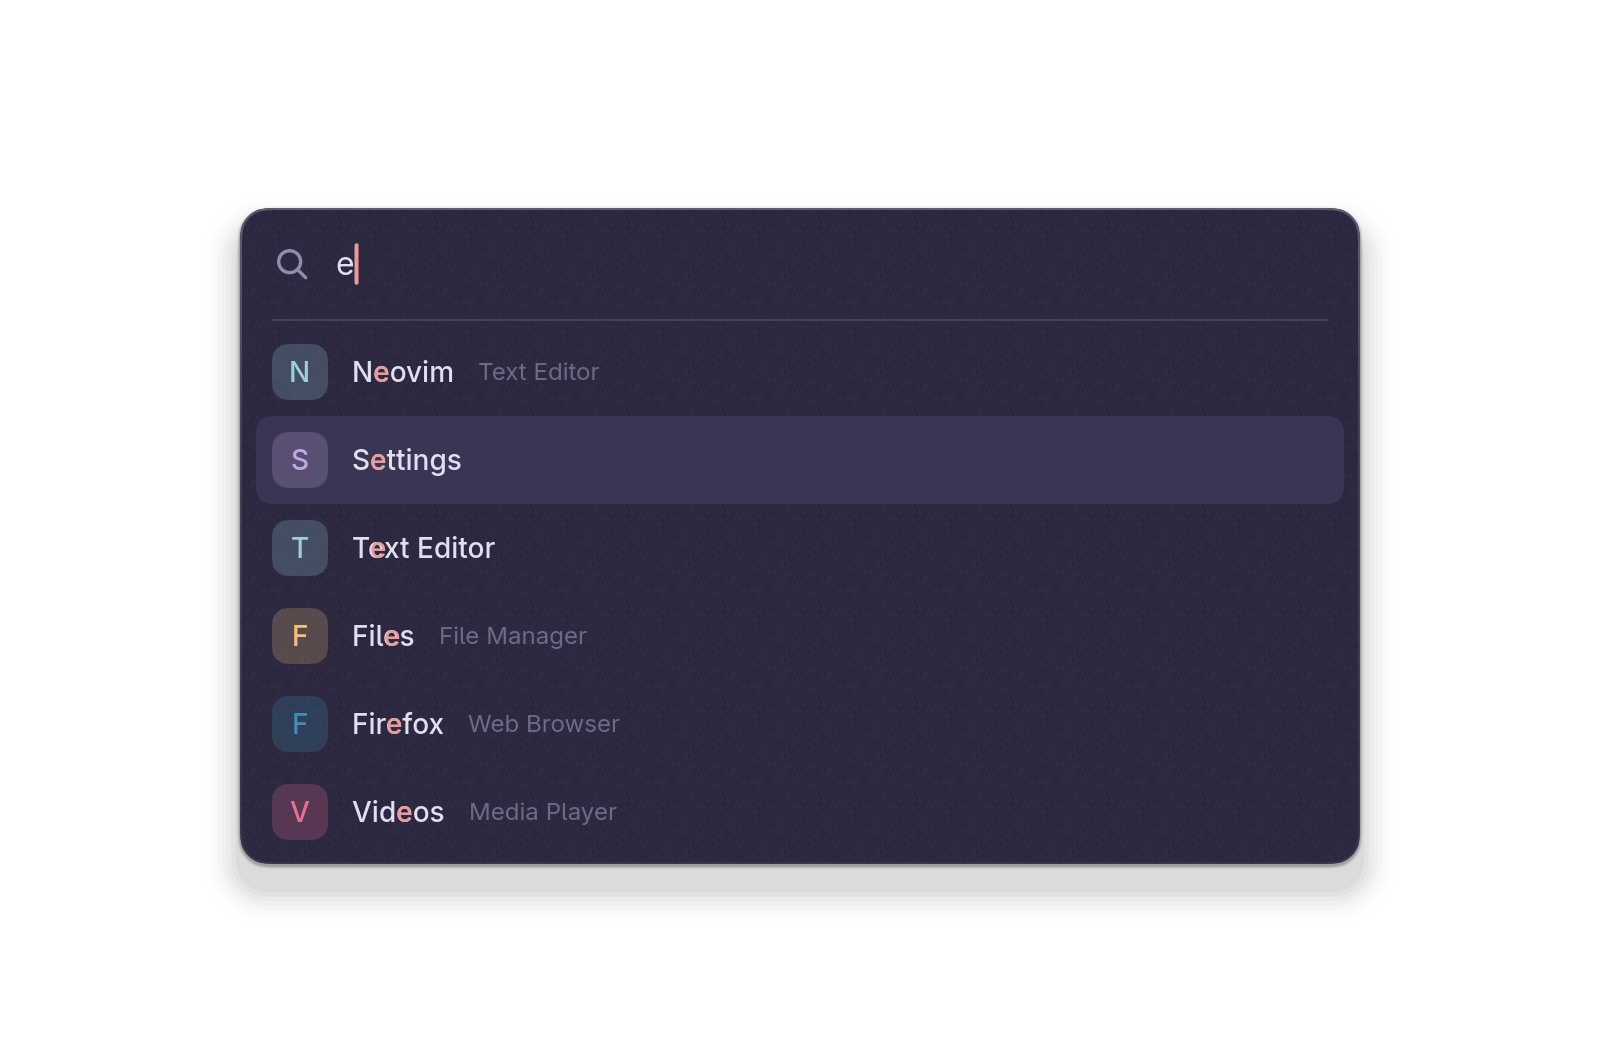 e
N Neovim Text Editor
S Settings
T Text Editor
F Files File Manager
F Firefox Web Browser
V Videos Media Player